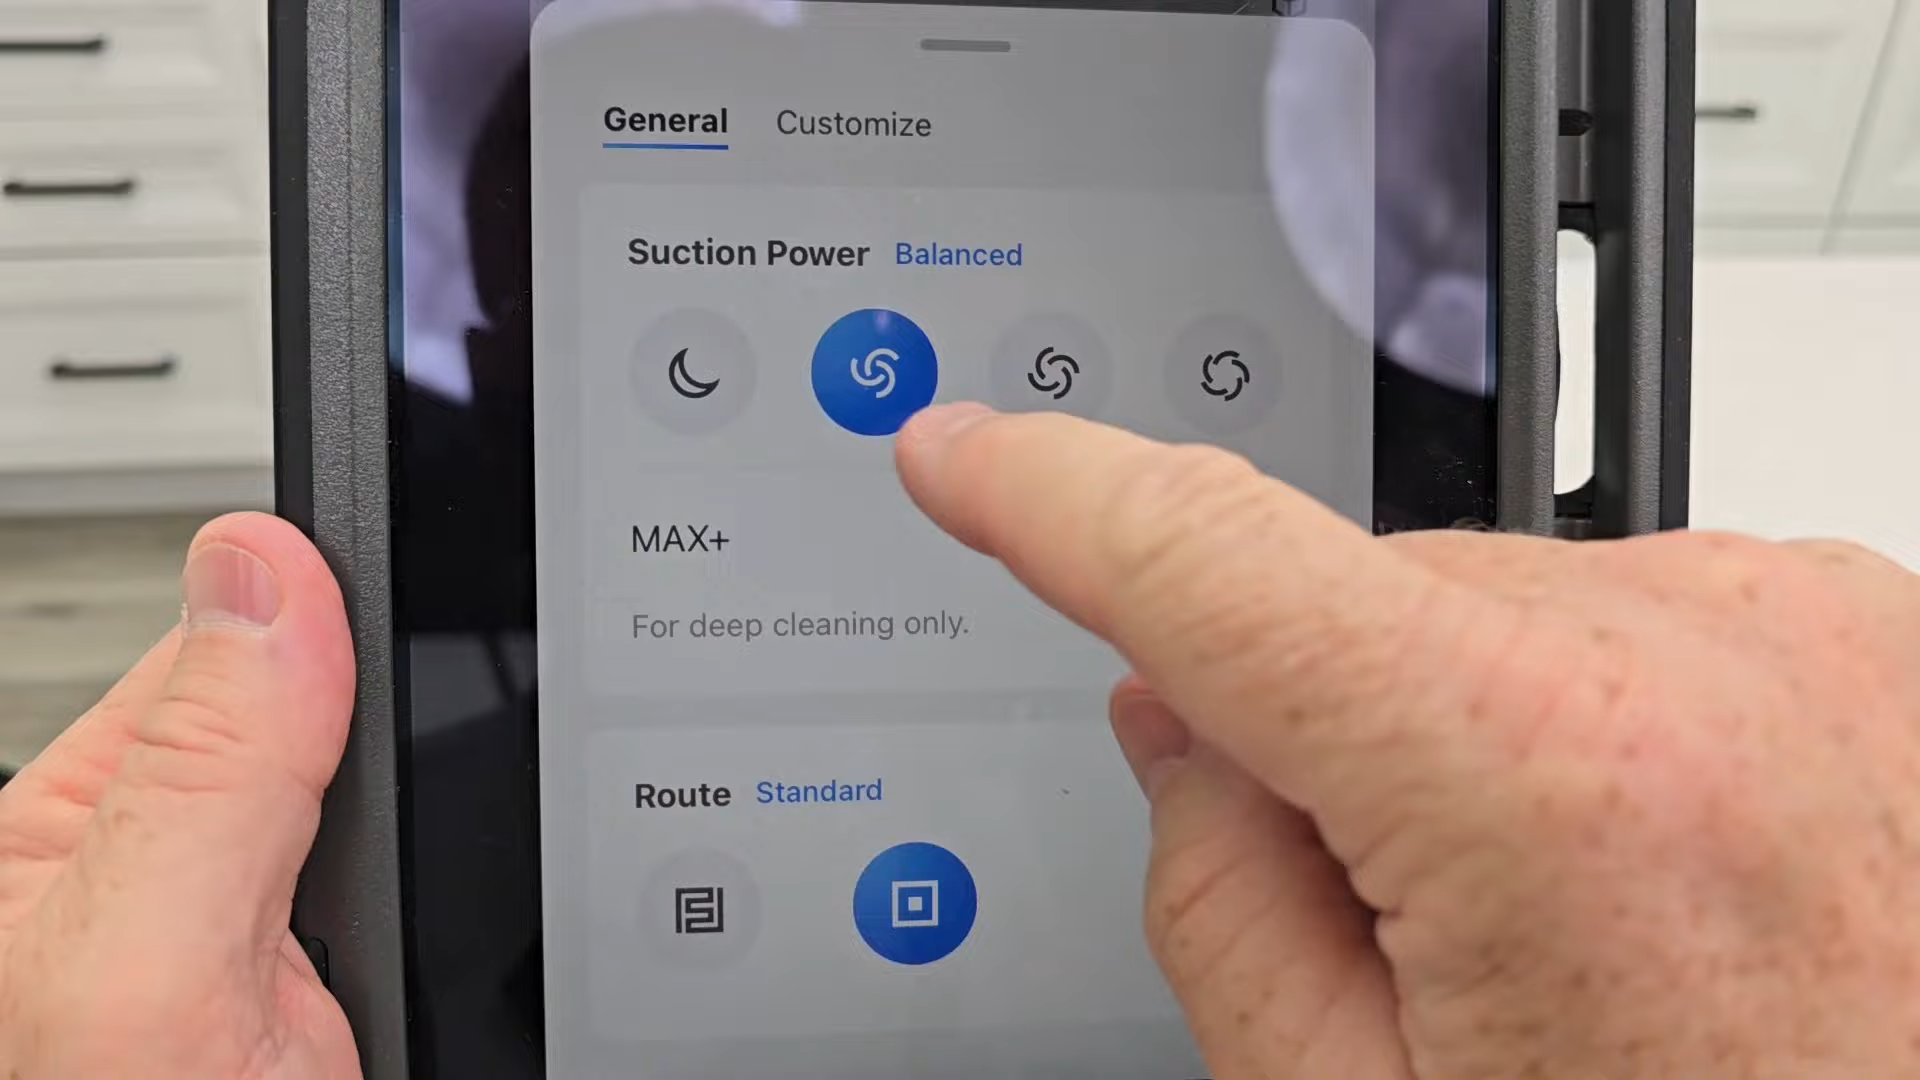 General Customize
Suction Power Balanced
MAX+
For deep cleaning only.
Route Standard